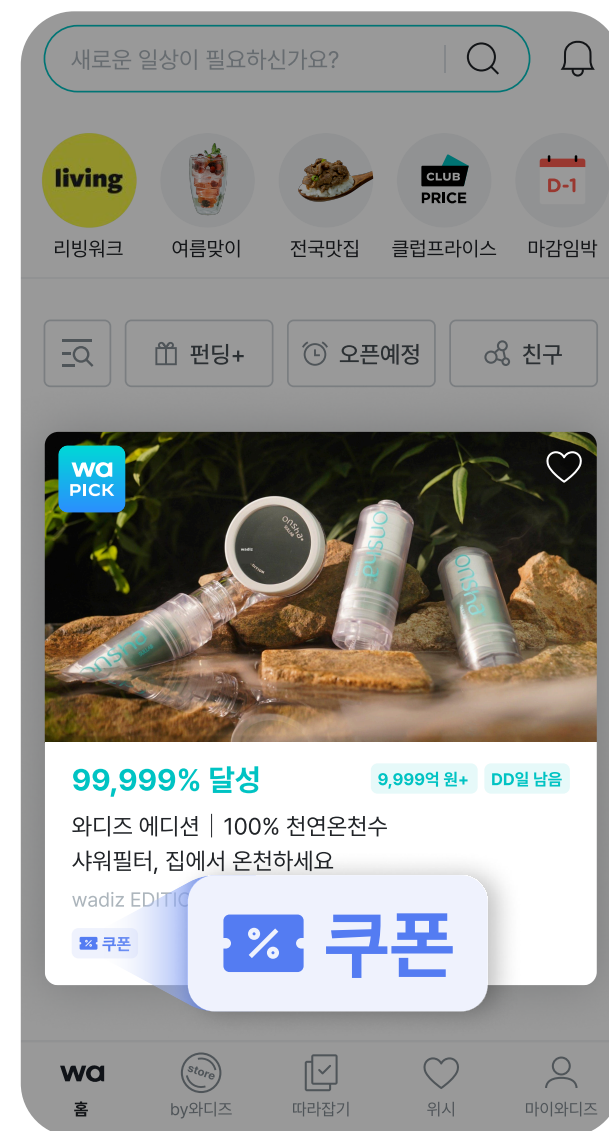 새로운 일상이 필요하신가요?
living
CLUB
PRICE
D-1
리빙워크
여름맞이
전국맛집
클럽프라이스
마감임박
펀딩+
오픈예정
친구
wa
PICK
onsha
onsha
onsha
onsha
99,999% 달성
9,999억 원+
DD일 남음
와디즈 에디션 | 100% 천연온천수
샤워필터, 집에서 온천하세요
wadiz EDITIO
쿠폰
쿠폰
wa
store
홈
by와디즈
따라잡기
위시
마이와디즈